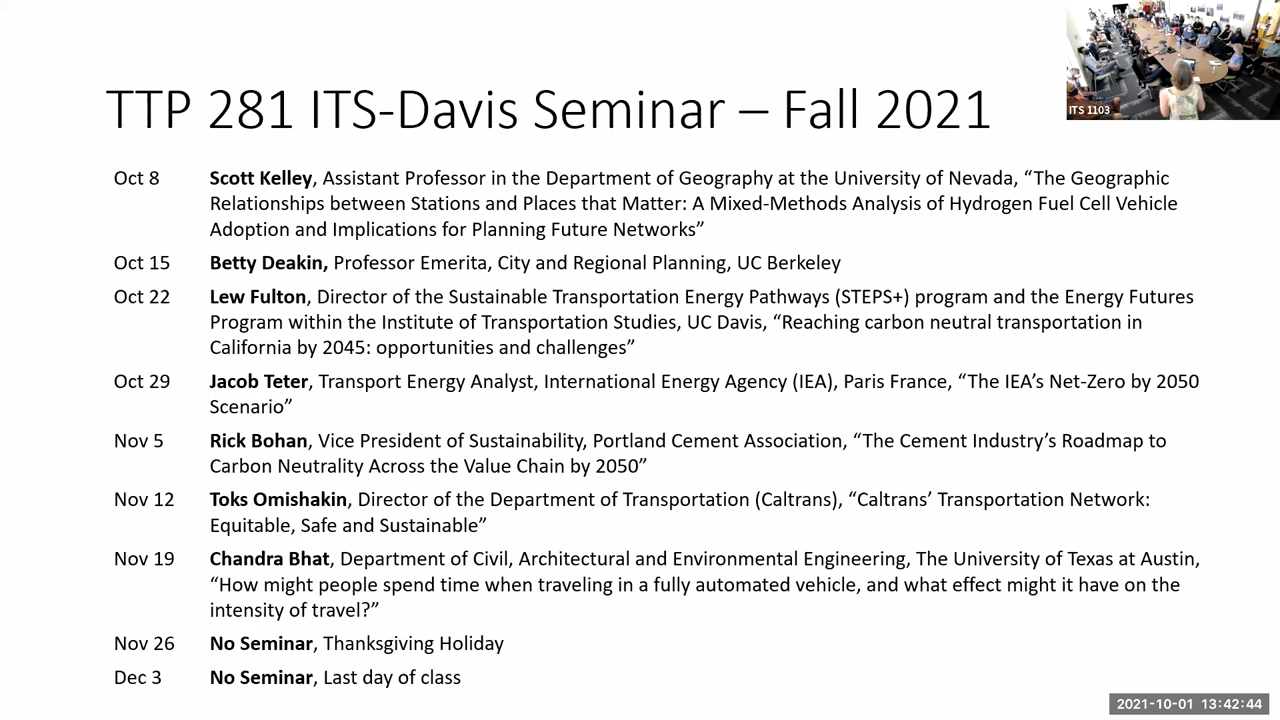 TTP 281 ITS-Davis Seminar – Fall 2021
ITS 1103
Oct 8
Scott Kelley, Assistant Professor in the Department of Geography at the University of Nevada, “The Geographic
Relationships between Stations and Places that Matter: A Mixed-Methods Analysis of Hydrogen Fuel Cell Vehicle
Adoption and Implications for Planning Future Networks”
Oct 15
Betty Deakin, Professor Emerita, City and Regional Planning, UC Berkeley
Oct 22
Lew Fulton, Director of the Sustainable Transportation Energy Pathways (STEPS+) program and the Energy Futures
Program within the Institute of Transportation Studies, UC Davis, “Reaching carbon neutral transportation in
California by 2045: opportunities and challenges”
Oct 29
Jacob Teter, Transport Energy Analyst, International Energy Agency (IEA), Paris France, “The IEA’s Net-Zero by 2050
Scenario”
Nov 5
Rick Bohan, Vice President of Sustainability, Portland Cement Association, “The Cement Industry’s Roadmap to
Carbon Neutrality Across the Value Chain by 2050”
Nov 12
Toks Omishakin, Director of the Department of Transportation (Caltrans), “Caltrans’ Transportation Network:
Equitable, Safe and Sustainable”
Nov 19
Chandra Bhat, Department of Civil, Architectural and Environmental Engineering, The University of Texas at Austin,
“How might people spend time when traveling in a fully automated vehicle, and what effect might it have on the
intensity of travel?”
Nov 26
No Seminar, Thanksgiving Holiday
Dec 3
No Seminar, Last day of class
2021-10-01 13:42:44